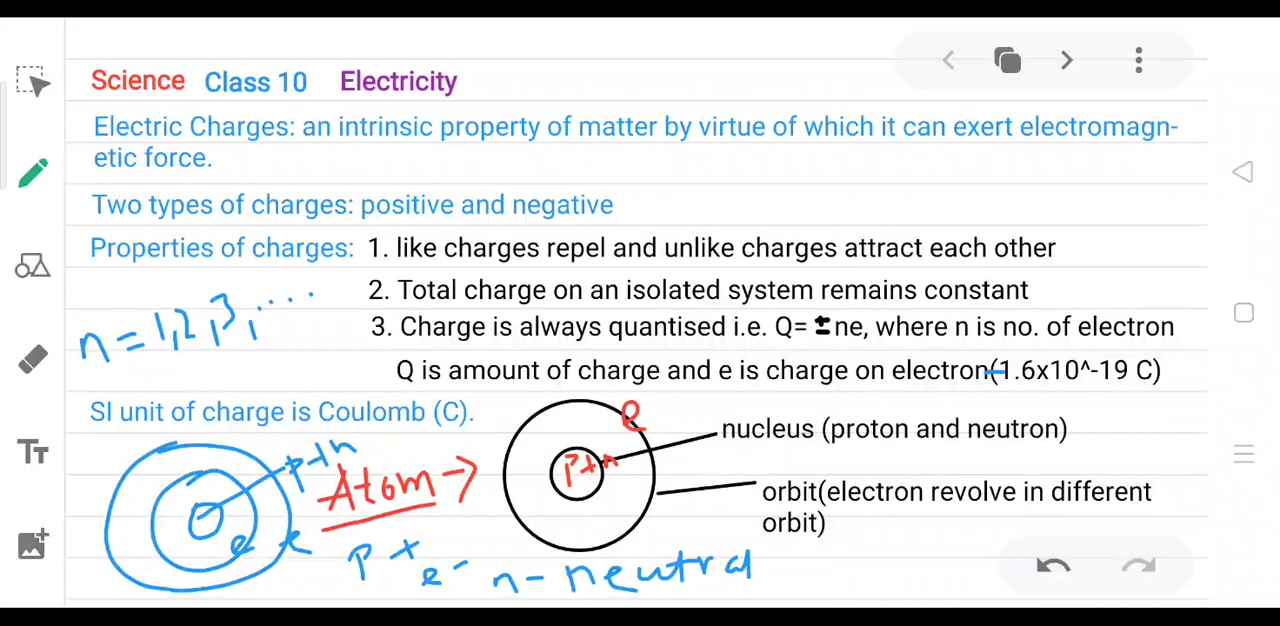 Science Class 10 Electricity
Electric Charges: an intrinsic property of matter by virtue of which it can exert electromagn-
etic force.
Two types of charges: positive and negative
Properties of charges: 1. like charges repel and unlike charges attract each other
2. Total charge on an isolated system remains constant
n = 1,2,3, ....
3. Charge is always quantised i.e. Q= ±ne, where n is no. of electron
Q is amount of charge and e is charge on electron(-1.6x10^-19 C)
SI unit of charge is Coulomb (C).
e
nucleus (proton and neutron)
p+n
p+n
Atom →
orbit(electron revolve in different
orbit)
e e
p + e - n - neutral
Tт